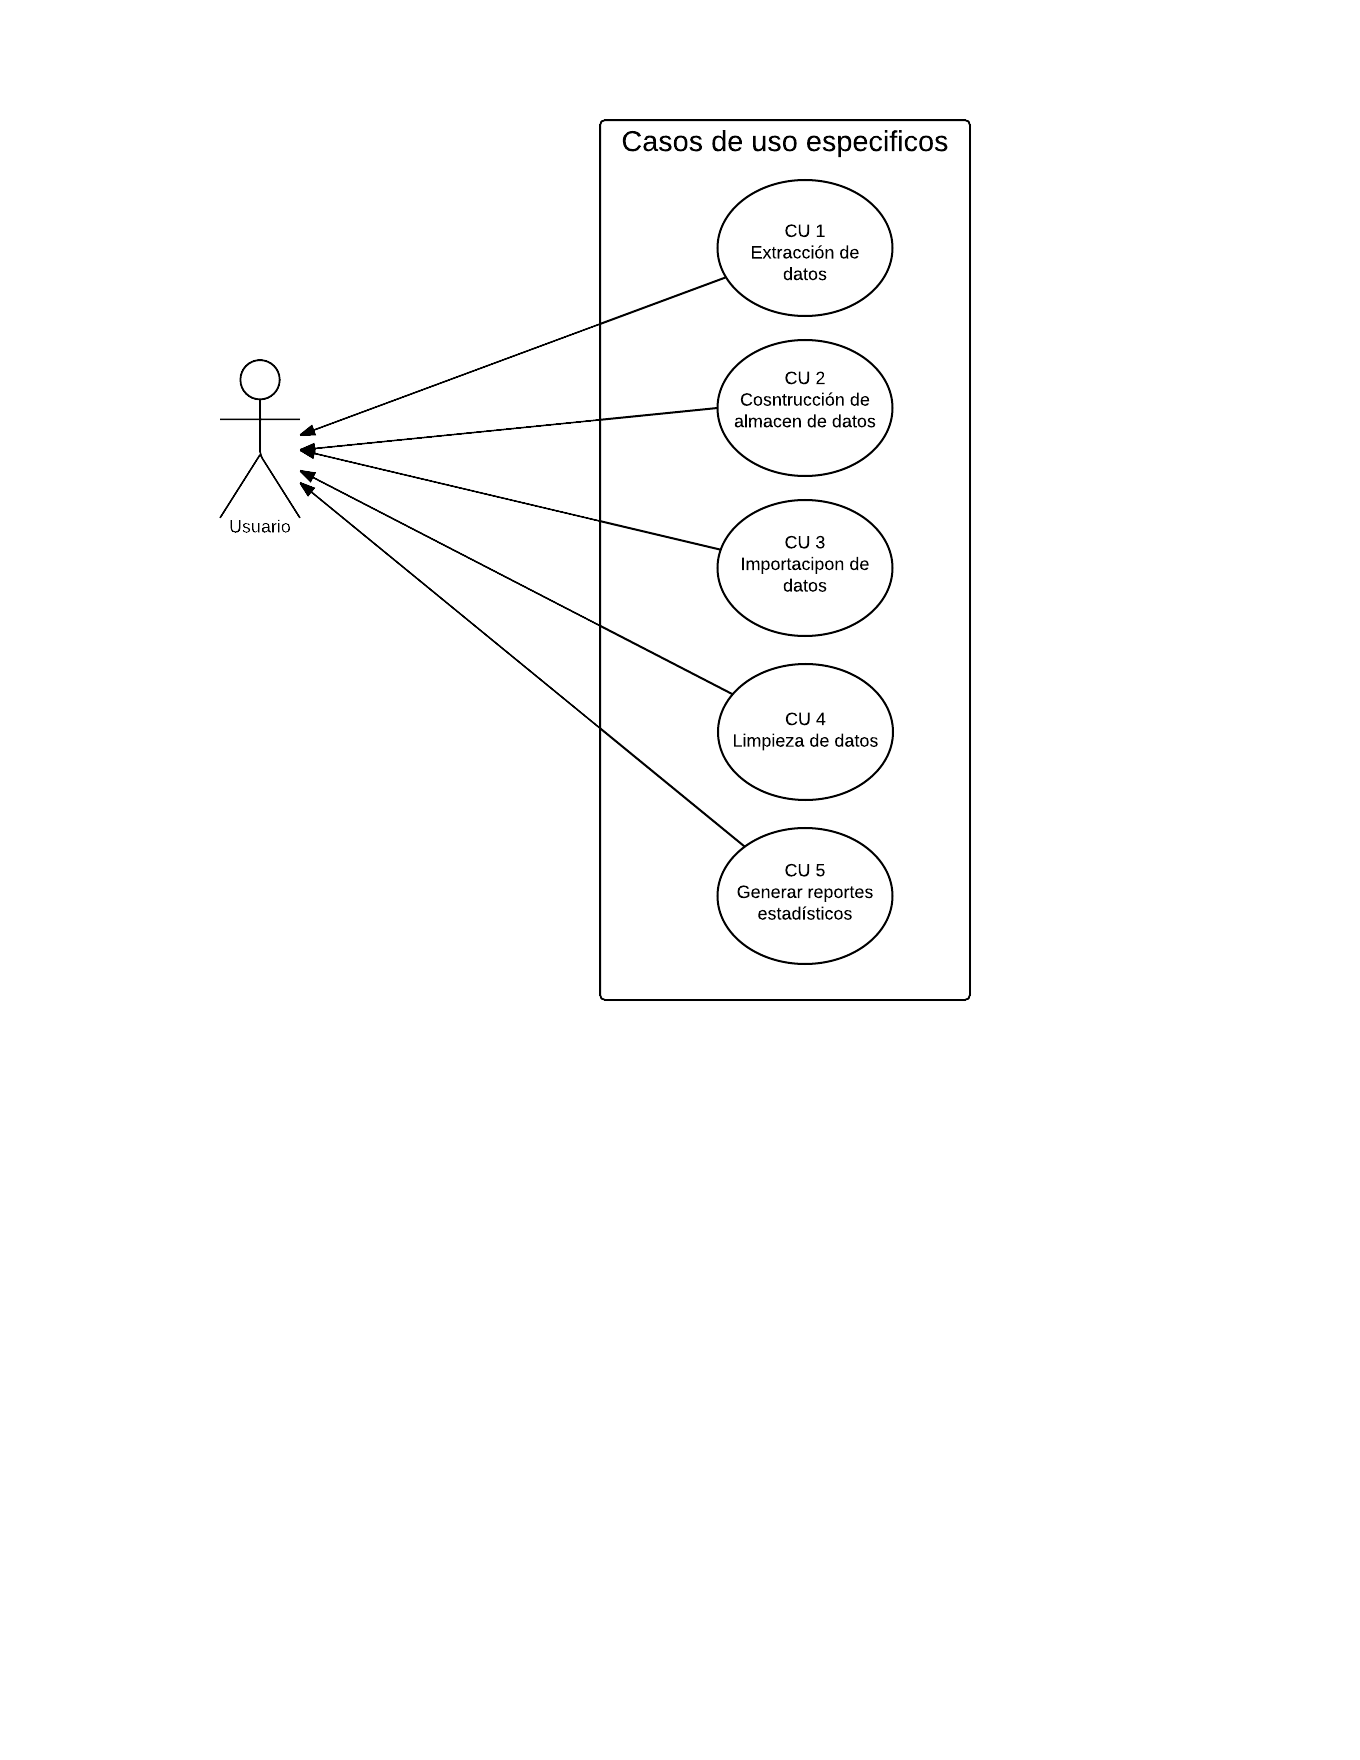 Casos de uso especificos
CU 1
Extracción de
datos
CU 2
Cosntrucción de
almacen de datos
Usuario
CU 3
Importacipon de
datos
CU 4
Limpieza de datos
CU 5
Generar reportes
estadísticos